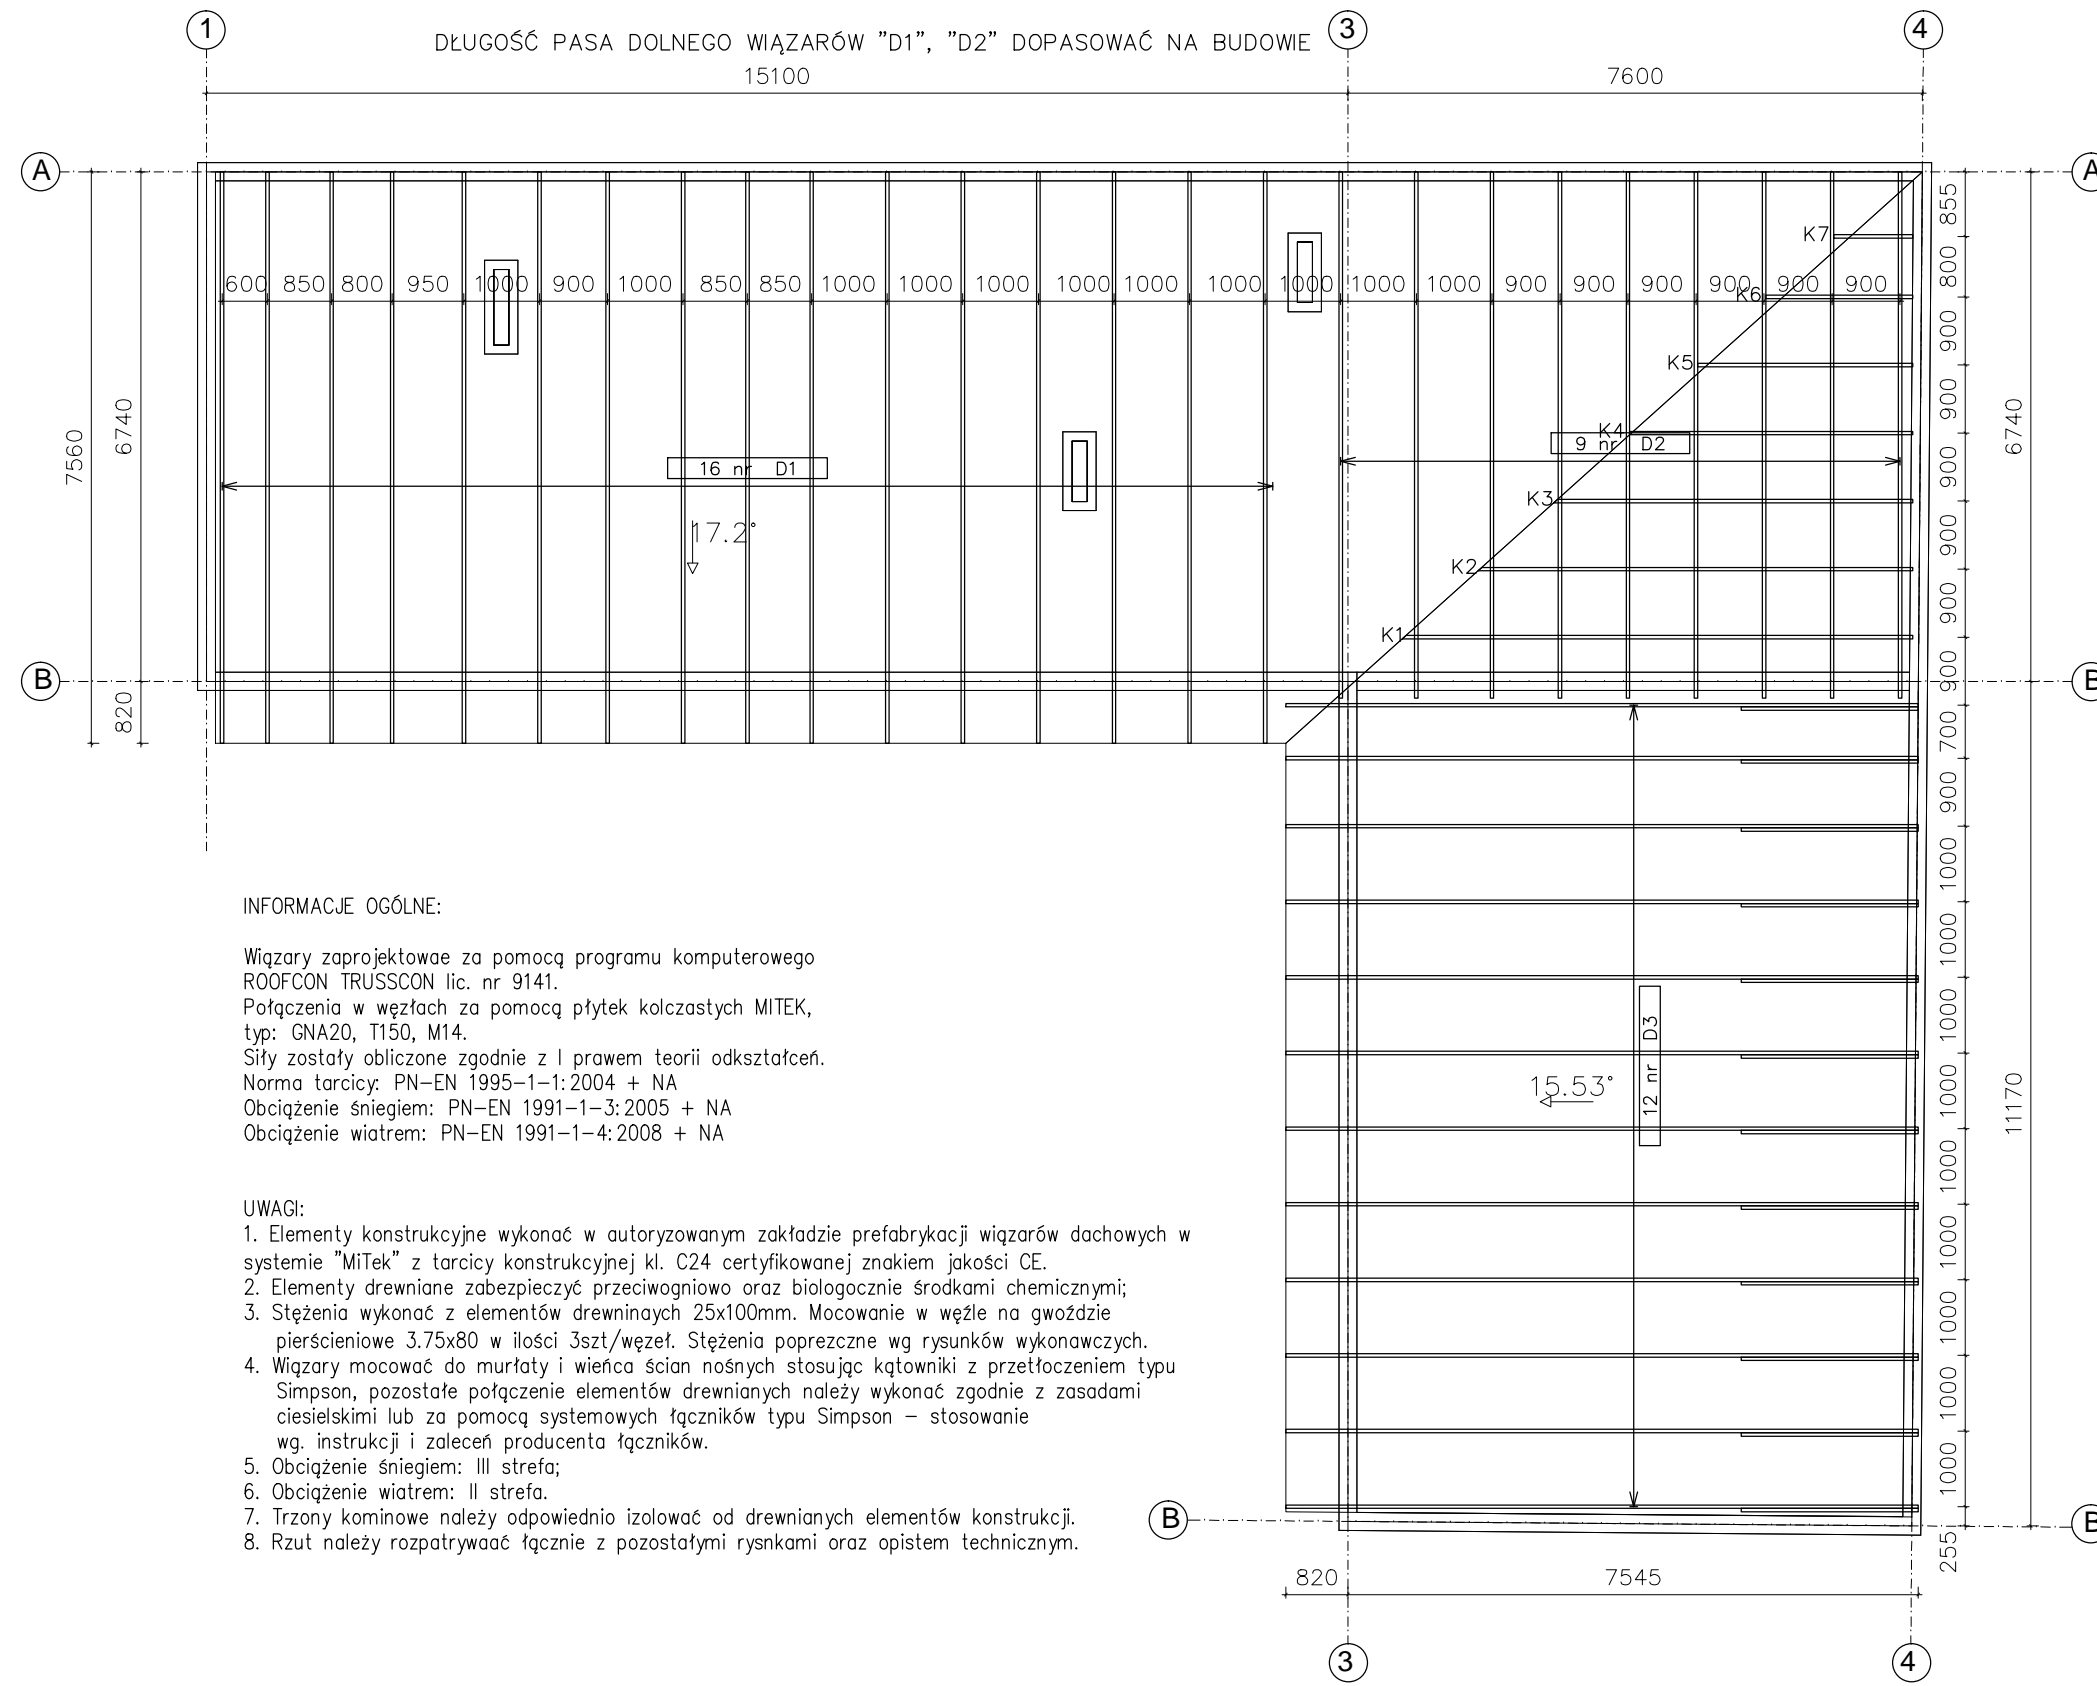 1
DŁUGOŚĆ PASA DOLNEGO WIĄZARÓW "D1", "D2" DOPASOWAĆ NA BUDOWIE
3
4
15100
7600
A
A
855
K7
800
600 850 800 950 1000 900 1000 850 850 1000 1000 1000 1000 1000 1000 1000 1000 1000 900 900 900 900 900 900
K6
900
K5
900
6740
7560
6740
K4
9 nr D2
16 nr D1
900
K3
17.2°
900
K2
900
K1
B
B
900
820
700
900
1000
1000
1000
1000
1000
1000
1000
1000
1000
255
11170
12 nr D3
15.53°
INFORMACJE OGÓLNE:
Wiązary zaprojektowae za pomocą programu komputerowego
ROOFCON TRUSSCON lic. nr 9141.
Połączenia w węzłach za pomocą płytek kolczastych MITEK,
typ: GNA20, T150, M14.
Siły zostały obliczone zgodnie z I prawem teorii odkształceń.
Norma tarcicy: PN-EN 1995-1-1:2004 + NA
Obciążenie śniegiem: PN-EN 1991-1-3:2005 + NA
Obciążenie wiatrem: PN-EN 1991-1-4:2008 + NA
UWAGI:
1. Elementy konstrukcyjne wykonać w autoryzowanym zakładzie prefabrykacji wiązarów dachowych w
systemie "MiTek" z tarcicy konstrukcyjnej kl. C24 certyfikowanej znakiem jakości CE.
2. Elementy drewniane zabezpieczyć przeciwogniowo oraz biologocznie środkami chemicznymi;
3. Stężenia wykonać z elementów drewninaych 25x100mm. Mocowanie w węźle na gwoździe
pierścieniowe 3.75x80 w ilości 3szt/węzeł. Stężenia poprezczne wg rysunków wykonawczych.
4. Wiązary mocować do murłaty i wieńca ścian nośnych stosując kątowniki z przetłoczeniem typu
Simpson, pozostałe połączenie elementów drewnianych należy wykonać zgodnie z zasadami
ciesielskimi lub za pomocą systemowych łączników typu Simpson – stosowanie
wg. instrukcji i zaleceń producenta łączników.
5. Obciążenie śniegiem: III strefa;
6. Obciążenie wiatrem: II strefa.
7. Trzony kominowe należy odpowiednio izolować od drewnianych elementów konstrukcji.
8. Rzut należy rozpatrywaać łącznie z pozostałymi rysnkami oraz opistem technicznym.
B
B
820
7545
3
4